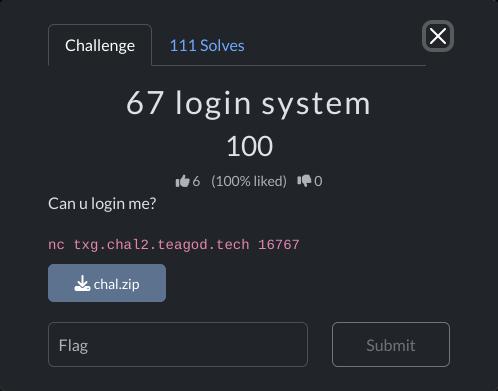 Challenge
111 Solves
67 login system
100
6 (100% liked) 0
Can u login me?
nc txg.chal2.teagod.tech 16767
chal.zip
Flag
Submit